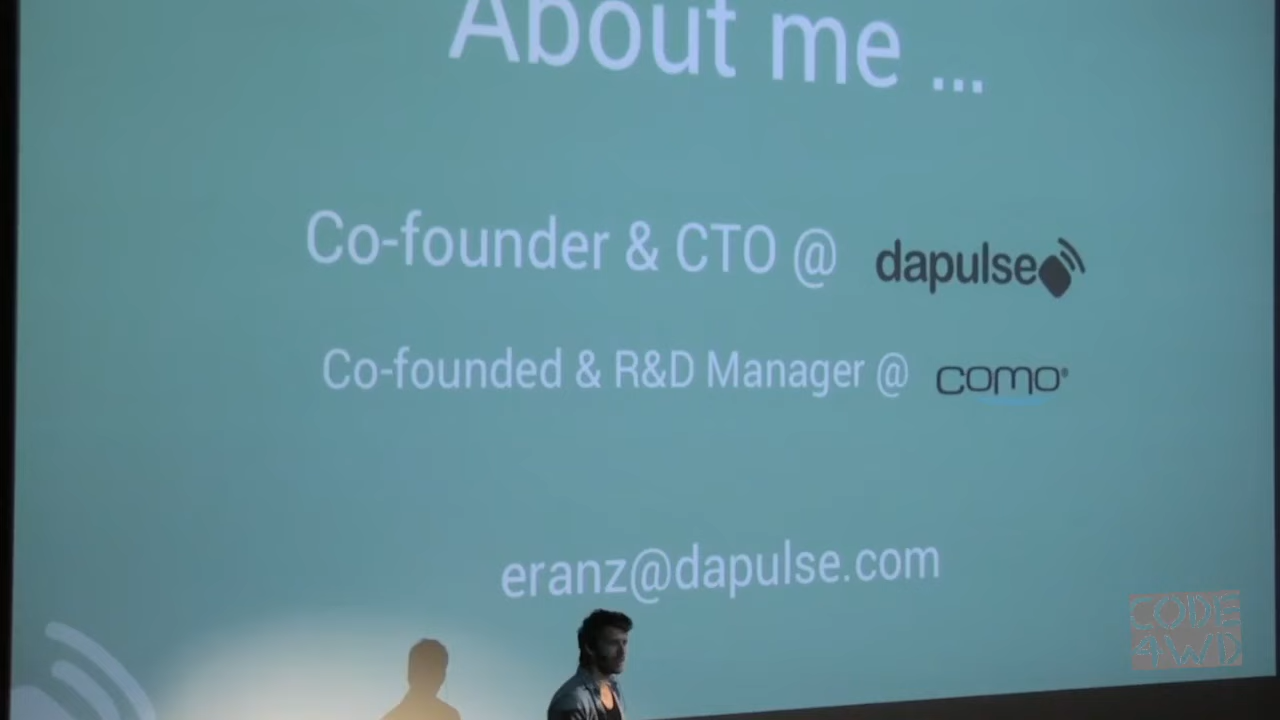 About me ...
Co-founder & CTO @ dapulse
Co-founded & R&D Manager @ como®
eranz@dapulse.com
CODE
4WD